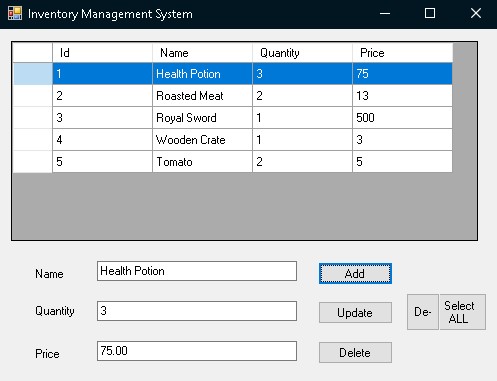 Inventory Management System
Id Name Quantity Price
1 Health Potion 3 75
2 Roasted Meat 2 13
3 Royal Sword 1 500
4 Wooden Crate 1 3
5 Tomato 2 5
Name Health Potion Add
Quantity 3 Update De- Select
ALL
Price 75.00 Delete